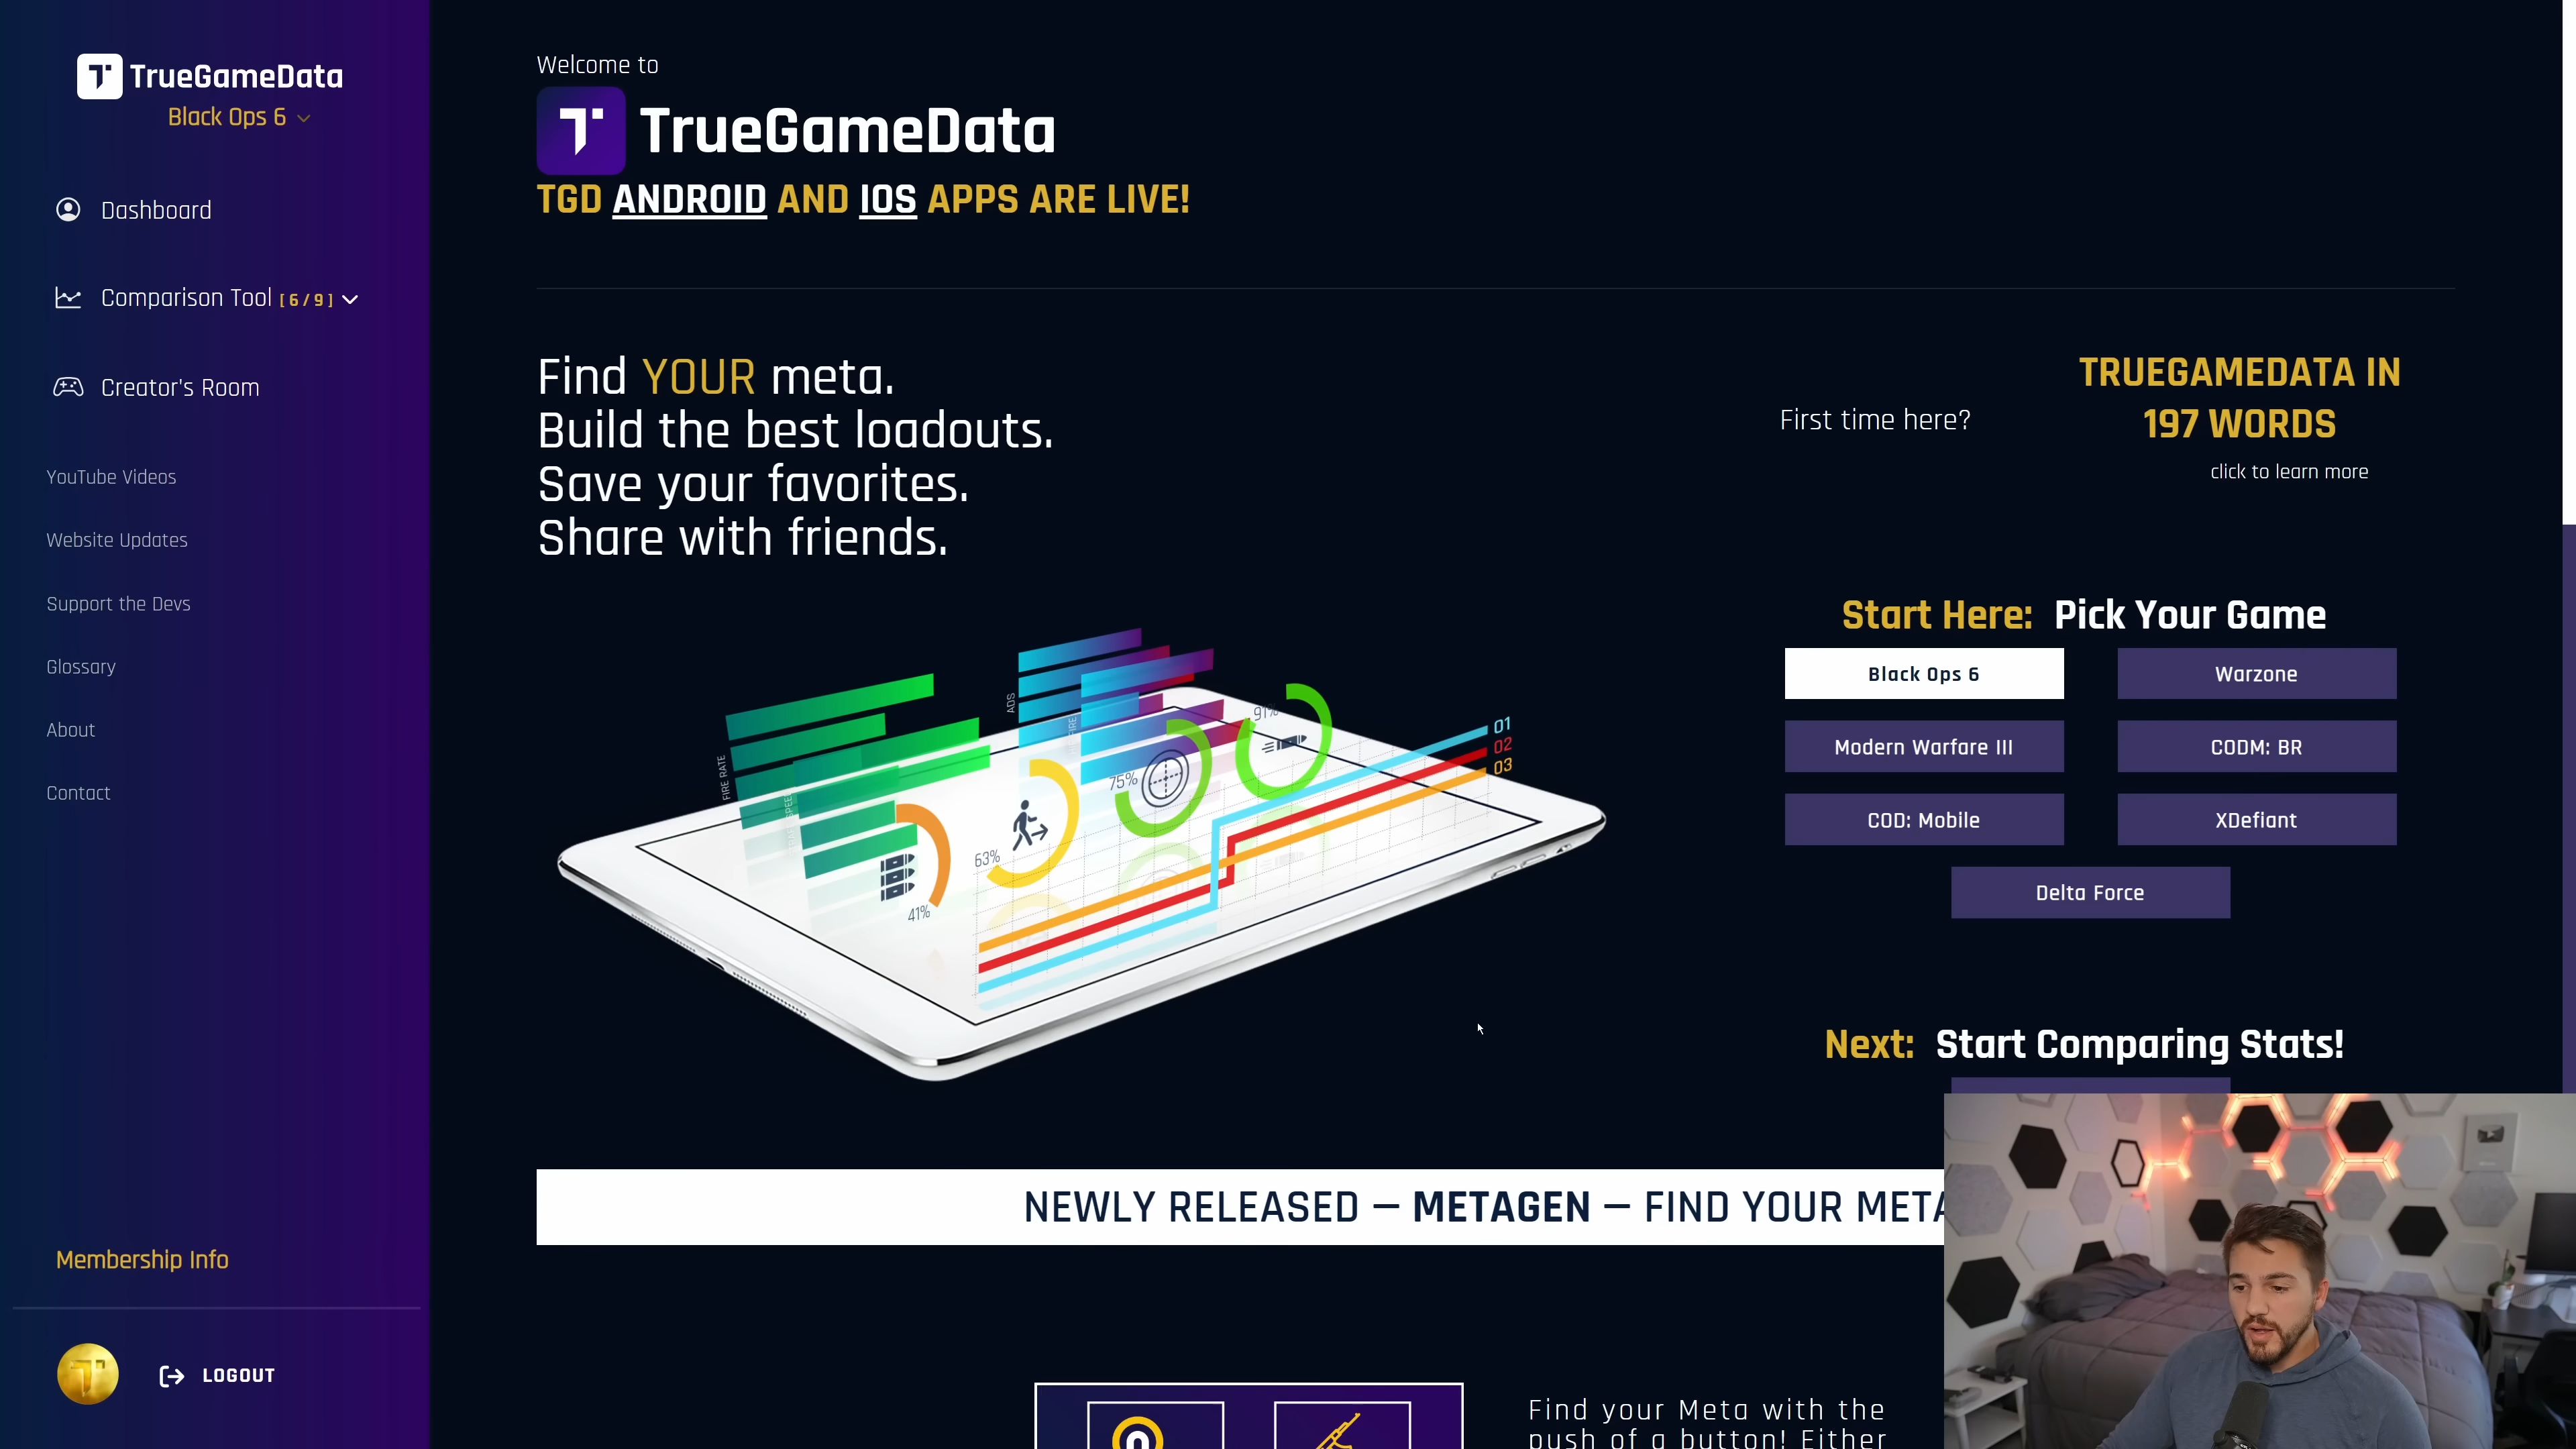 TrueGameData
Black Ops 6
Dashboard
Comparison Tool [ 6 / 9 ]
Creator's Room
YouTube Videos
Website Updates
Support the Devs
Glossary
About
Contact
Membership Info
LOGOUT
Welcome to
TrueGameData
TGD ANDROID AND IOS APPS ARE LIVE!
Find YOUR meta.
Build the best loadouts.
Save your favorites.
Share with friends.
First time here?
TRUEGAMEDATA IN
197 WORDS
click to learn more
Start Here: Pick Your Game
Black Ops 6
Warzone
Modern Warfare III
CODM: BR
COD: Mobile
XDefiant
Delta Force
FIRE RATE
ADS
41%
63%
75%
91%
01
02
03
Next: Start Comparing Stats!
NEWLY RELEASED — METAGEN — FIND YOUR META
Find your Meta with the
push of a button! Either